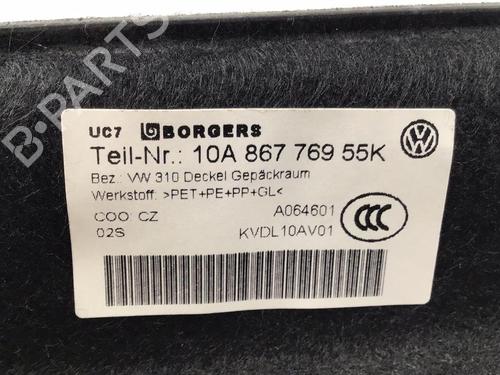 B-PARTS
UC7 BORGERS
Teil-Nr.: 10A 867 769 55K
Bez.: VW 310 Deckel Gepäckraum
Werkstoff: >PET+PE+PP+GL<
COO: CZ A064601
02S KVDL10AV01
CCC